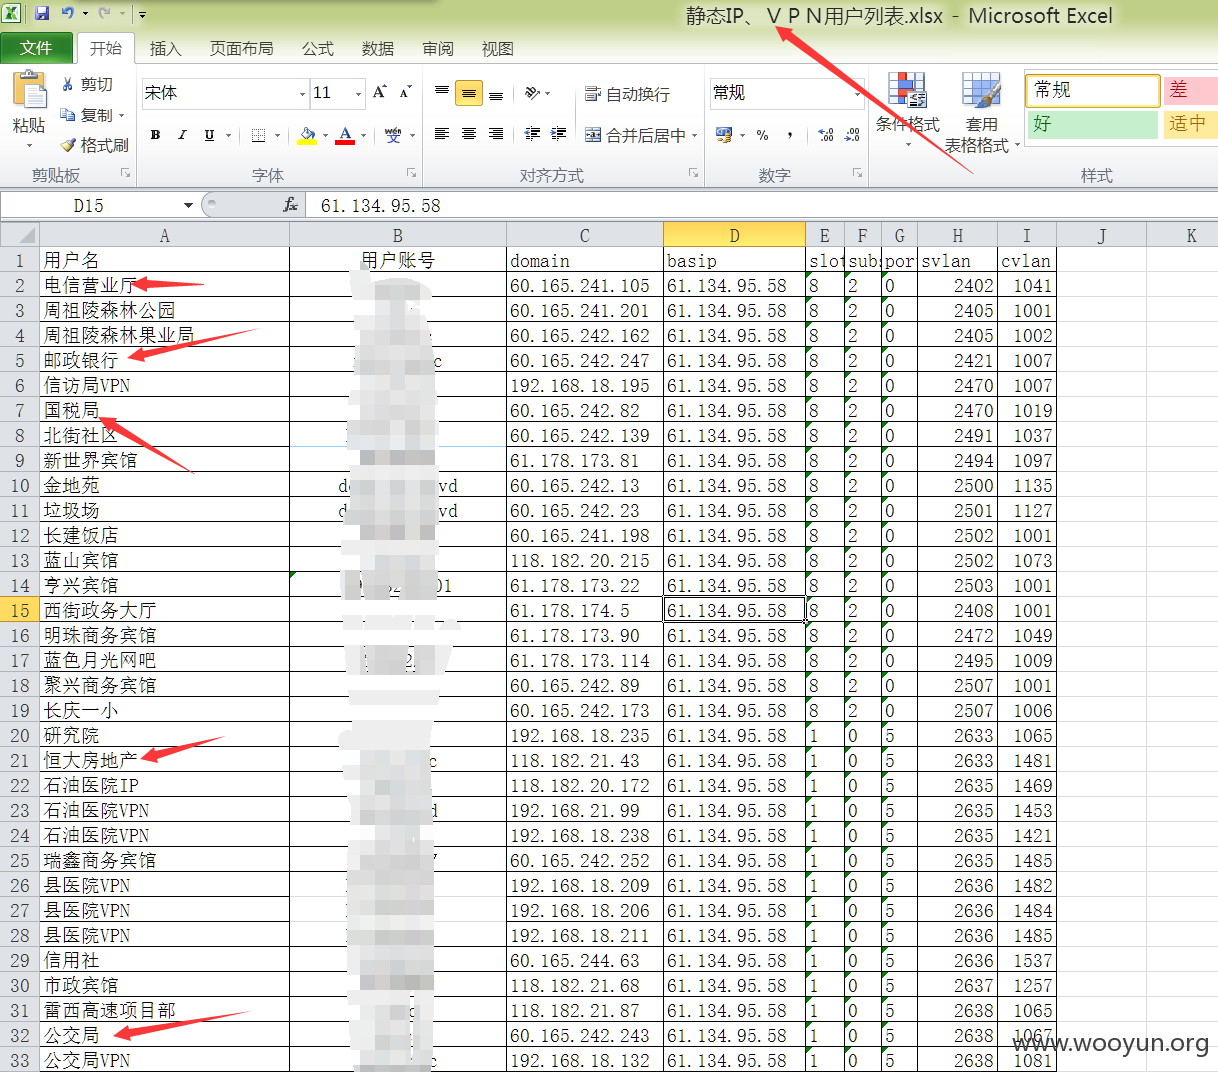 静态IP、ＶＰＮ用户列表.xlsx - Microsoft Excel
文件 开始 插入 页面布局 公式 数据 审阅 视图
粘贴 剪切 复制 格式刷 剪贴板
宋体 11 B I U A A A wén 文 字体
自动换行 合并后居中 对齐方式
常规 % , 数字
条件格式 套用表格格式 常规 差 好 适中 样式
D15 fx 61.134.95.58
A B C D E F G H I J K
1 用户名 用户账号 domain basip slot subs por svlan cvlan
2 电信营业厅 60.165.241.105 61.134.95.58 8 2 0 2402 1041
3 周祖陵森林公园 60.165.241.201 61.134.95.58 8 2 0 2405 1001
4 周祖陵森林果业局 60.165.242.162 61.134.95.58 8 2 0 2405 1002
5 邮政银行 c 60.165.242.247 61.134.95.58 8 2 0 2421 1007
6 信访局VPN 192.168.18.195 61.134.95.58 8 2 0 2470 1007
7 国税局 60.165.242.82 61.134.95.58 8 2 0 2470 1019
8 北街社区 60.165.242.139 61.134.95.58 8 2 0 2491 1037
9 新世界宾馆 61.178.173.81 61.134.95.58 8 2 0 2494 1097
10 金地苑 d vd 60.165.242.13 61.134.95.58 8 2 0 2500 1135
11 垃圾场 d vd 60.165.242.23 61.134.95.58 8 2 0 2501 1127
12 长建饭店 60.165.241.198 61.134.95.58 8 2 0 2502 1001
13 蓝山宾馆 118.182.20.215 61.134.95.58 8 2 0 2502 1073
14 亨兴宾馆 01 61.178.173.22 61.134.95.58 8 2 0 2503 1001
15 西街政务大厅 61.178.174.5 61.134.95.58 8 2 0 2408 1001
16 明珠商务宾馆 61.178.173.90 61.134.95.58 8 2 0 2472 1049
17 蓝色月光网吧 61.178.173.114 61.134.95.58 8 2 0 2495 1009
18 聚兴商务宾馆 60.165.242.89 61.134.95.58 8 2 0 2507 1001
19 长庆一小 60.165.242.173 61.134.95.58 8 2 0 2507 1006
20 研究院 192.168.18.235 61.134.95.58 1 0 5 2633 1065
21 恒大房地产 c 118.182.21.43 61.134.95.58 1 0 5 2633 1481
22 石油医院IP 118.182.20.172 61.134.95.58 1 0 5 2635 1469
23 石油医院VPN d 192.168.21.99 61.134.95.58 1 0 5 2635 1453
24 石油医院VPN 192.168.18.238 61.134.95.58 1 0 5 2635 1421
25 瑞鑫商务宾馆 60.165.242.252 61.134.95.58 1 0 5 2635 1485
26 县医院VPN 192.168.18.209 61.134.95.58 1 0 5 2636 1482
27 县医院VPN 192.168.18.206 61.134.95.58 1 0 5 2636 1484
28 县医院VPN 192.168.18.211 61.134.95.58 1 0 5 2636 1485
29 信用社 60.165.244.63 61.134.95.58 1 0 5 2636 1537
30 市政宾馆 118.182.21.68 61.134.95.58 1 0 5 2637 1257
31 雷西高速项目部 118.182.21.87 61.134.95.58 1 0 5 2638 1065
32 公交局 60.165.242.243 61.134.95.58 1 0 5 2638 1067
33 公交局VPN c 192.168.18.132 61.134.95.58 1 0 5 2638 1081
www.wooyun.org